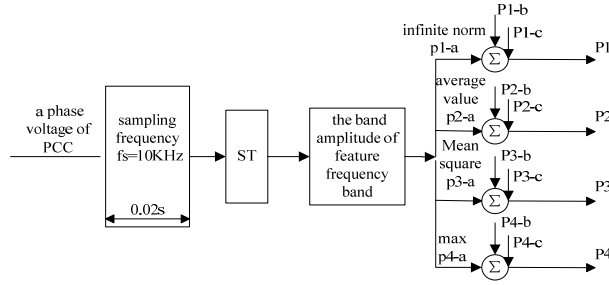 a phase
voltage of
PCC
sampling
frequency
fs=10KHz
0.02s
ST
the band
amplitude of
feature
frequency
band
infinite norm
p1-a
P1-b
P1-c
Σ
P1
average
value
p2-a
P2-b
P2-c
Σ
P2
Mean
square
p3-a
P3-b
P3-c
Σ
P3
max
p4-a
P4-b
P4-c
Σ
P4